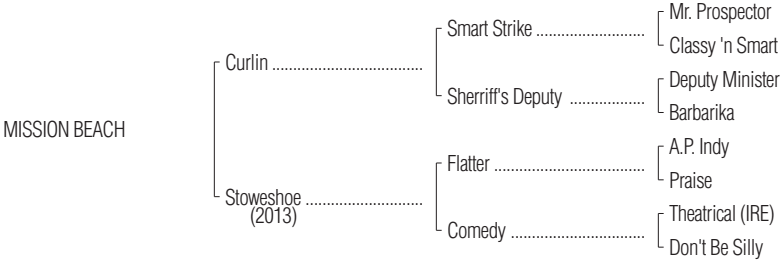 Mr. Prospector
Smart Strike ............................
Classy 'n Smart
Curlin .......................................
Deputy Minister
Sherriff's Deputy ...................
Barbarika
MISSION BEACH
A.P. Indy
Flatter .......................................
Praise
Stoweshoe ..............................
(2013)
Theatrical (IRE)
Comedy ..................................
Don't Be Silly